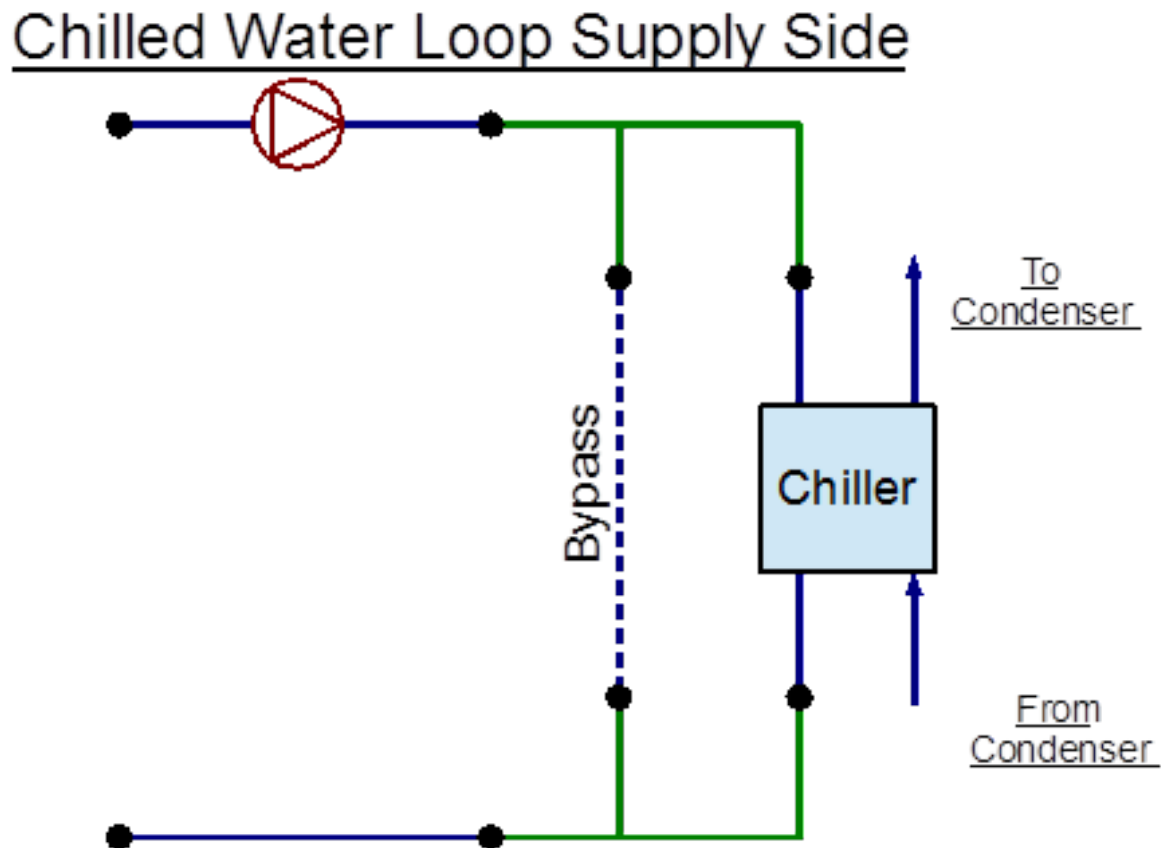 Chilled Water Loop Supply Side
To
Condenser
Bypass
Chiller
From
Condenser